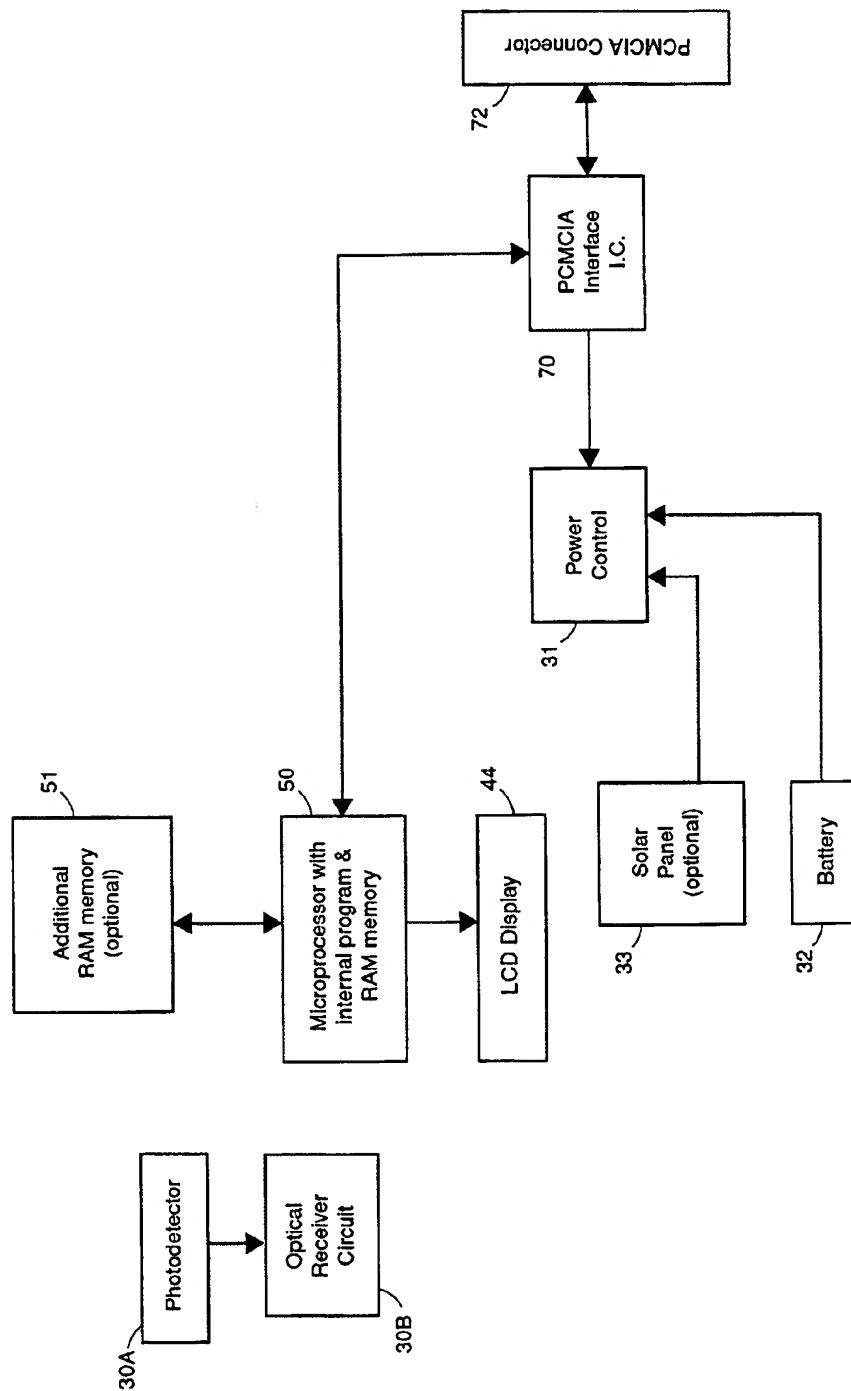 30A
Photodetector
Optical
Receiver
Circuit
30B
51
Additional
RAM memory
(optional)
50
Microprocessor with
internal program &
RAM memory
44
LCD Display
33
Solar
Panel
(optional)
32
Battery
31
Power
Control
70
PCMCIA
Interface
I.C.
72
PCMCIA Connector